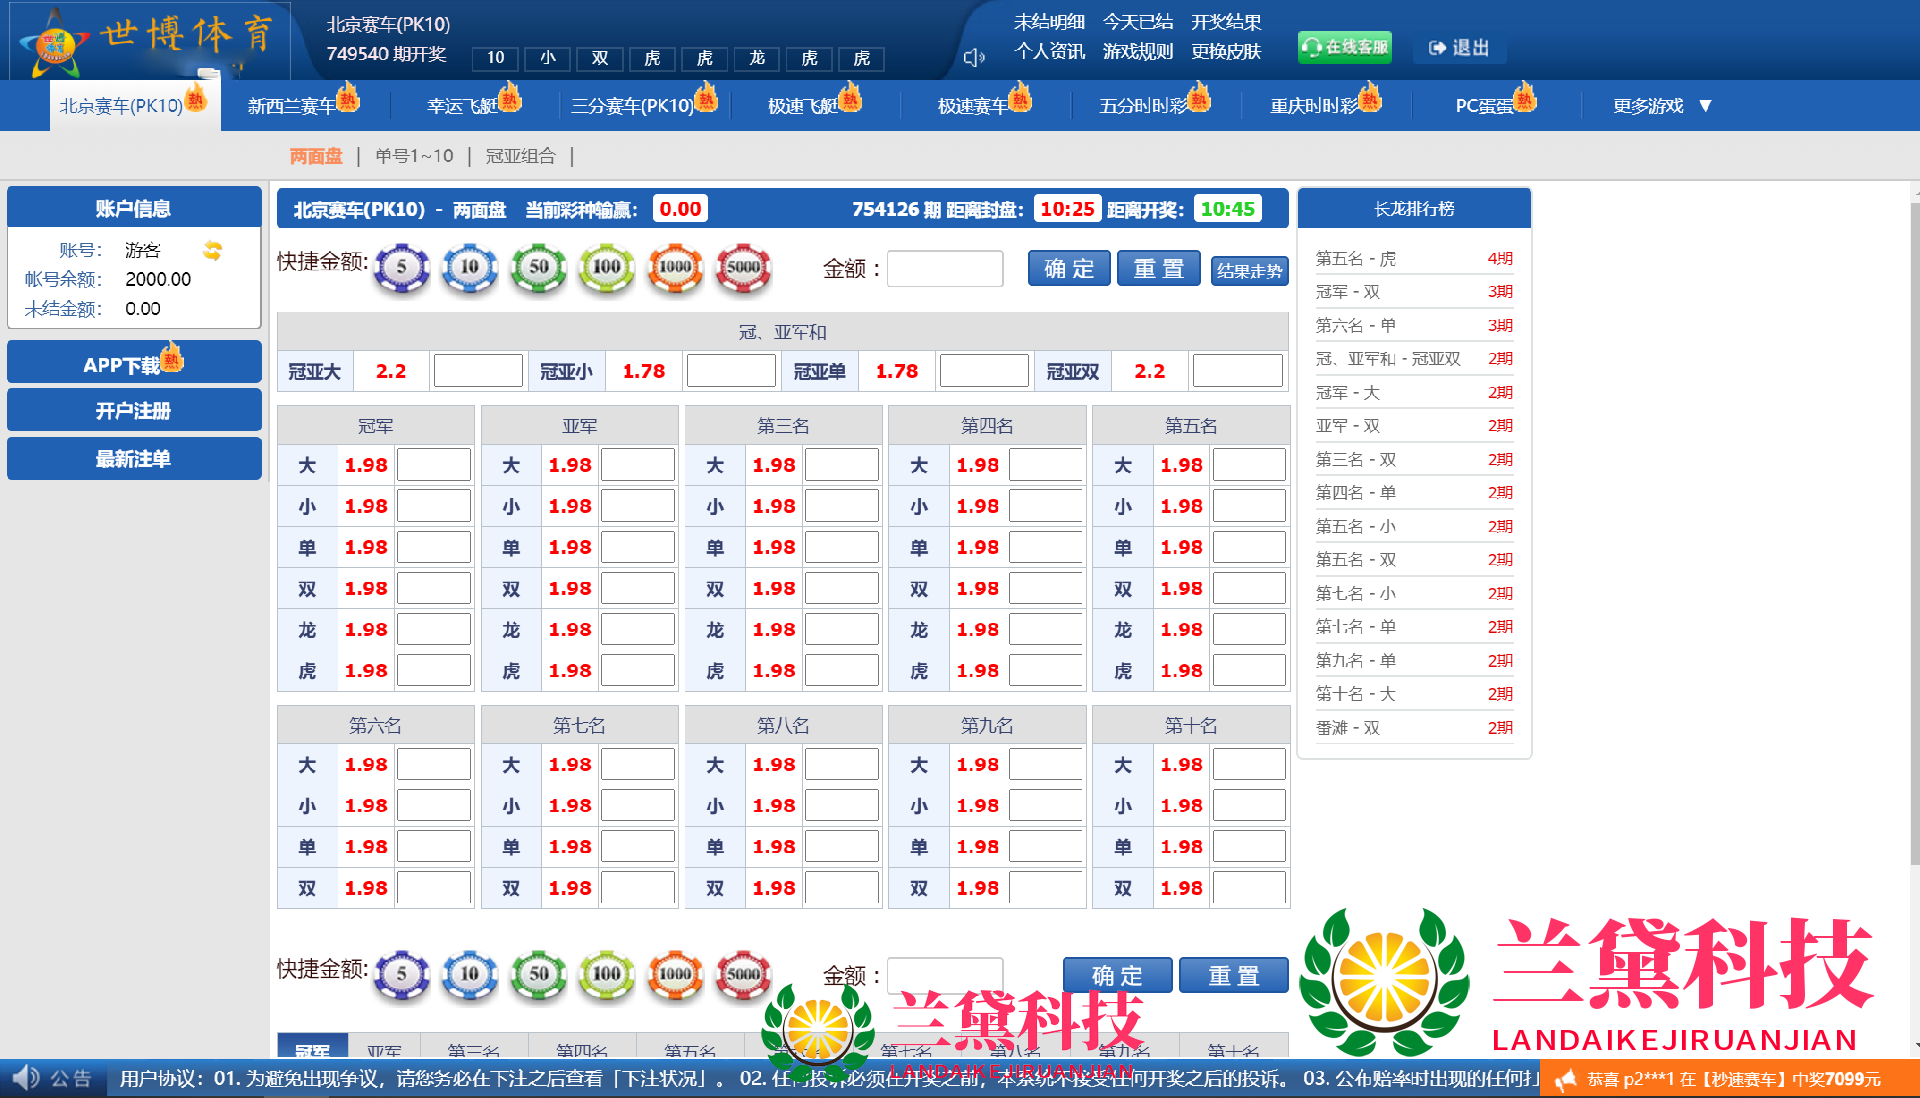 世博体育
世博
体育
北京赛车(PK10)
749540 期开奖
10 小 双 虎 虎 龙 虎 虎
未结明细 今天已结 开奖结果
个人资讯 游戏规则 更换皮肤
在线客服
退出
北京赛车(PK10) 熱 新西兰赛车 熱 幸运飞艇 熱 三分赛车(PK10) 熱 极速飞艇 熱 极速赛车 熱 五分时时彩 熱 重庆时时彩 熱 PC蛋蛋 熱 更多游戏 ▼
两面盘 | 单号1~10 | 冠亚组合 |
账户信息
账号: 游客
帐号余额: 2000.00
未结金额: 0.00
APP下载 熱
开户注册
最新注单
北京赛车(PK10) - 两面盘 当前彩种输赢: 0.00 754126 期 距离封盘: 10:25 距离开奖: 10:45
快捷金额: 5 10 50 100 1000 5000 金额: 确 定 重 置 结果走势
冠、亚军和
冠亚大 2.2 冠亚小 1.78 冠亚单 1.78 冠亚双 2.2
冠军 亚军 第三名 第四名 第五名
大 1.98 大 1.98 大 1.98 大 1.98 大 1.98
小 1.98 小 1.98 小 1.98 小 1.98 小 1.98
单 1.98 单 1.98 单 1.98 单 1.98 单 1.98
双 1.98 双 1.98 双 1.98 双 1.98 双 1.98
龙 1.98 龙 1.98 龙 1.98 龙 1.98 龙 1.98
虎 1.98 虎 1.98 虎 1.98 虎 1.98 虎 1.98
第六名 第七名 第八名 第九名 第十名
大 1.98 大 1.98 大 1.98 大 1.98 大 1.98
小 1.98 小 1.98 小 1.98 小 1.98 小 1.98
单 1.98 单 1.98 单 1.98 单 1.98 单 1.98
双 1.98 双 1.98 双 1.98 双 1.98 双 1.98
快捷金额: 5 10 50 100 1000 5000 金额: 确 定 重 置
冠军 亚军 第三名 第四名 第五名 第六名 第七名 第八名 第九名 第十名
长龙排行榜
第五名 - 虎 4期
冠军 - 双 3期
第六名 - 单 3期
冠、亚军和 - 冠亚双 2期
冠军 - 大 2期
亚军 - 双 2期
第三名 - 双 2期
第四名 - 单 2期
第五名 - 小 2期
第五名 - 双 2期
第七名 - 小 2期
第七名 - 单 2期
第九名 - 单 2期
第十名 - 大 2期
番滩 - 双 2期
兰黛科技
LANDAIKEJIRUANJIAN
兰黛科技
LANDAIKEJIRUANJIAN
公告 用户协议: 01. 为避免出现争议，请您务必在下注之后查看「下注状况」。 02. 任何投诉必须在开奖之前，本系统不接受任何开奖之后的投诉。 03. 公布赔率时出现的任何打
恭喜 p2***1 在【秒速赛车】中奖7099元